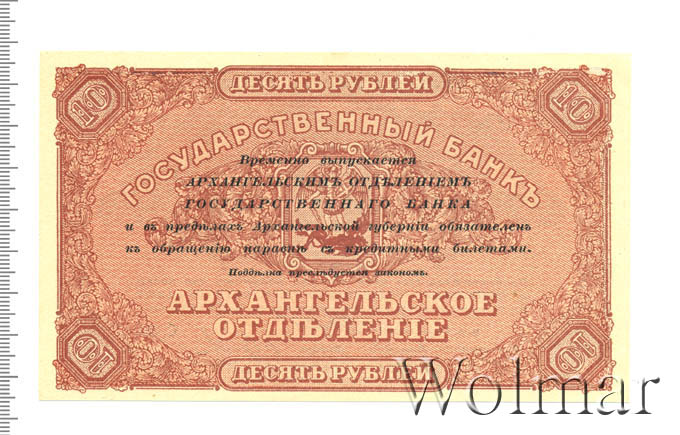 10 ДЕСЯТЬ РУБЛЕЙ 10
ГОСУДАРСТВЕННЫЙ БАНКЪ
Временно выпускается
АРХАНГЕЛЬСКИМЪ ОТДѢЛЕНІЕМЪ
ГОСУДАРСТВЕННАГО БАНКА
и въ предѣлахъ Архангельской губерніи обязателенъ
къ обращенію наравнѣ съ кредитными билетами.
Поддѣлка преслѣдуется закономъ.
АРХАНГЕЛЬСКОЕ
ОТДѢЛЕНІЕ
10 ДЕСЯТЬ РУБЛЕЙ 10
Wolmar